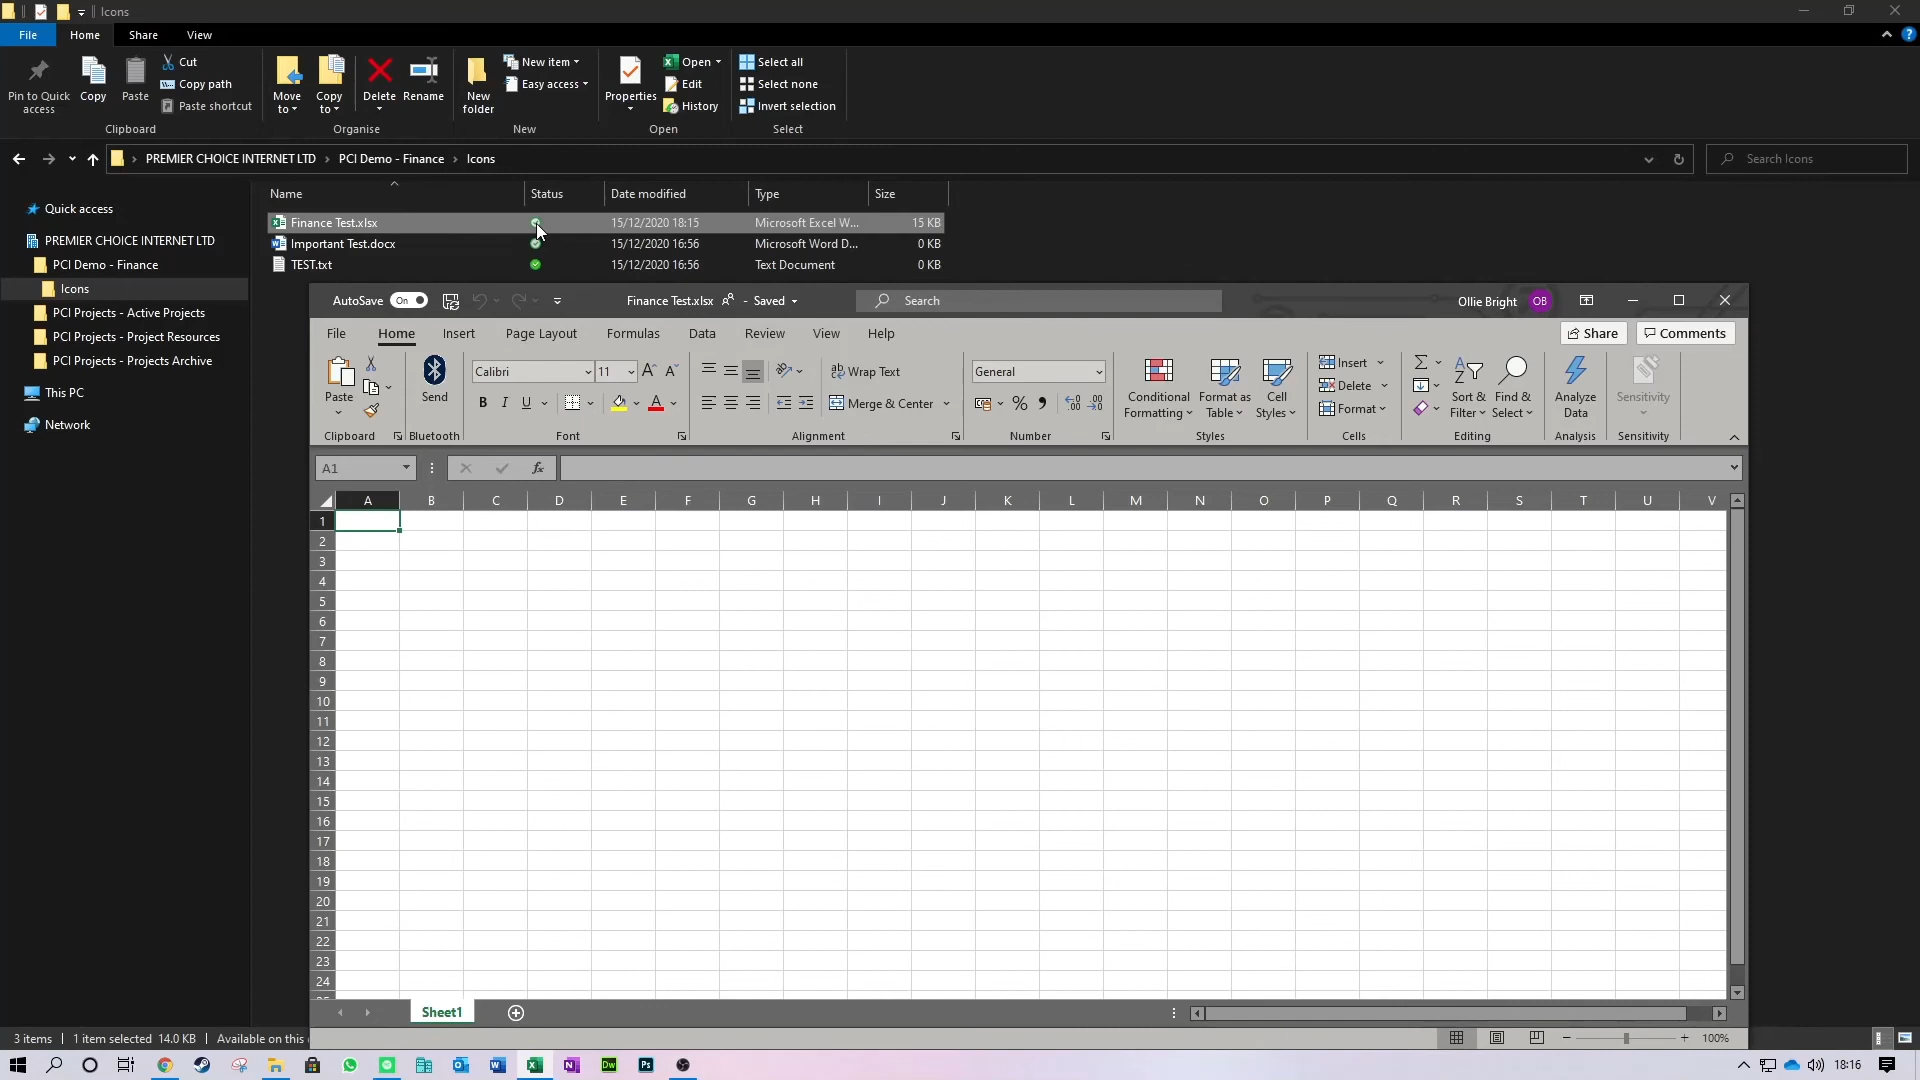 Icons
File Home Share View
Pin to Quick access
Copy
Paste
Cut
Copy path
Paste shortcut
Clipboard
Move to
Copy to
Delete
Rename
Organise
New folder
New item
Easy access
New
Properties
Open
Edit
History
Open
Select all
Select none
Invert selection
Select
PREMIER CHOICE INTERNET LTD > PCI Demo - Finance > Icons
Search Icons
Name Status Date modified Type Size
Finance Test.xlsx 15/12/2020 18:15 Microsoft Excel W... 15 KB
Important Test.docx 15/12/2020 16:56 Microsoft Word D... 0 KB
TEST.txt 15/12/2020 16:56 Text Document 0 KB
Quick access
PREMIER CHOICE INTERNET LTD
PCI Demo - Finance
Icons
PCI Projects - Active Projects
PCI Projects - Project Resources
PCI Projects - Projects Archive
This PC
Network
AutoSave On Finance Test.xlsx - Saved Search Ollie Bright OB
File Home Insert Page Layout Formulas Data Review View Help Share Comments
Paste
Clipboard
Send
Bluetooth
Calibri 11
B I U A
Font
Wrap Text
Merge & Center
Alignment
General
%
Number
Conditional Formatting
Format as Table
Cell Styles
Styles
Insert
Delete
Format
Cells
Sort & Filter
Find & Select
Editing
Analyze Data
Analysis
Sensitivity
Sensitivity
A1 fx
A B C D E F G H I J K L M N O P Q R S T U V
1
2
3
4
5
6
7
8
9
10
11
12
13
14
15
16
17
18
19
20
21
22
23
24
Sheet1
100%
3 items 1 item selected 14.0 KB Available on this
18:16